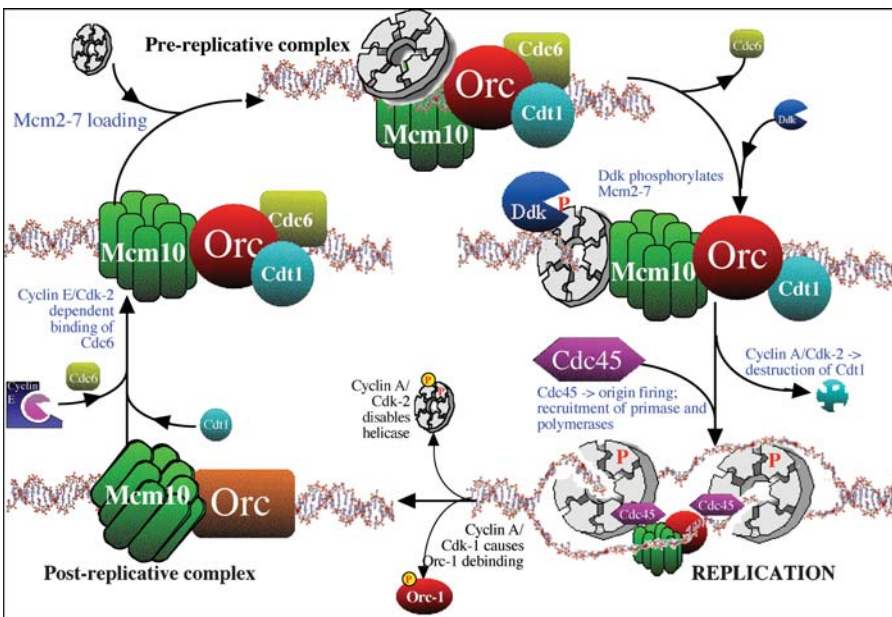 Pre-replicative complex
Cdc6
Orc
Cdt1
Mcm10
Cdc6
Ddk
Mcm2-7 loading
Ddk phosphorylates
Mcm2-7
Ddk
P
Mcm10
Orc
Cdc6
Cdt1
Mcm10
Orc
Cdt1
Cyclin E/Cdk-2
dependent
binding of
Cdc6
Cyclin
E
Cdc6
Cdt1
Cdc45
Cdc45 -> origin firing;
recruitment of primase and
polymerases
Cyclin A/Cdk-2 ->
destruction of Cdt1
Cyclin A/
Cdk-2
disables
helicase
P
P
Mcm10
Orc
Post-replicative complex
Cyclin A/
Cdk-1 causes
Orc-1 debinding
P
Orc-1
P
P
Cdc45
Cdc45
REPLICATION